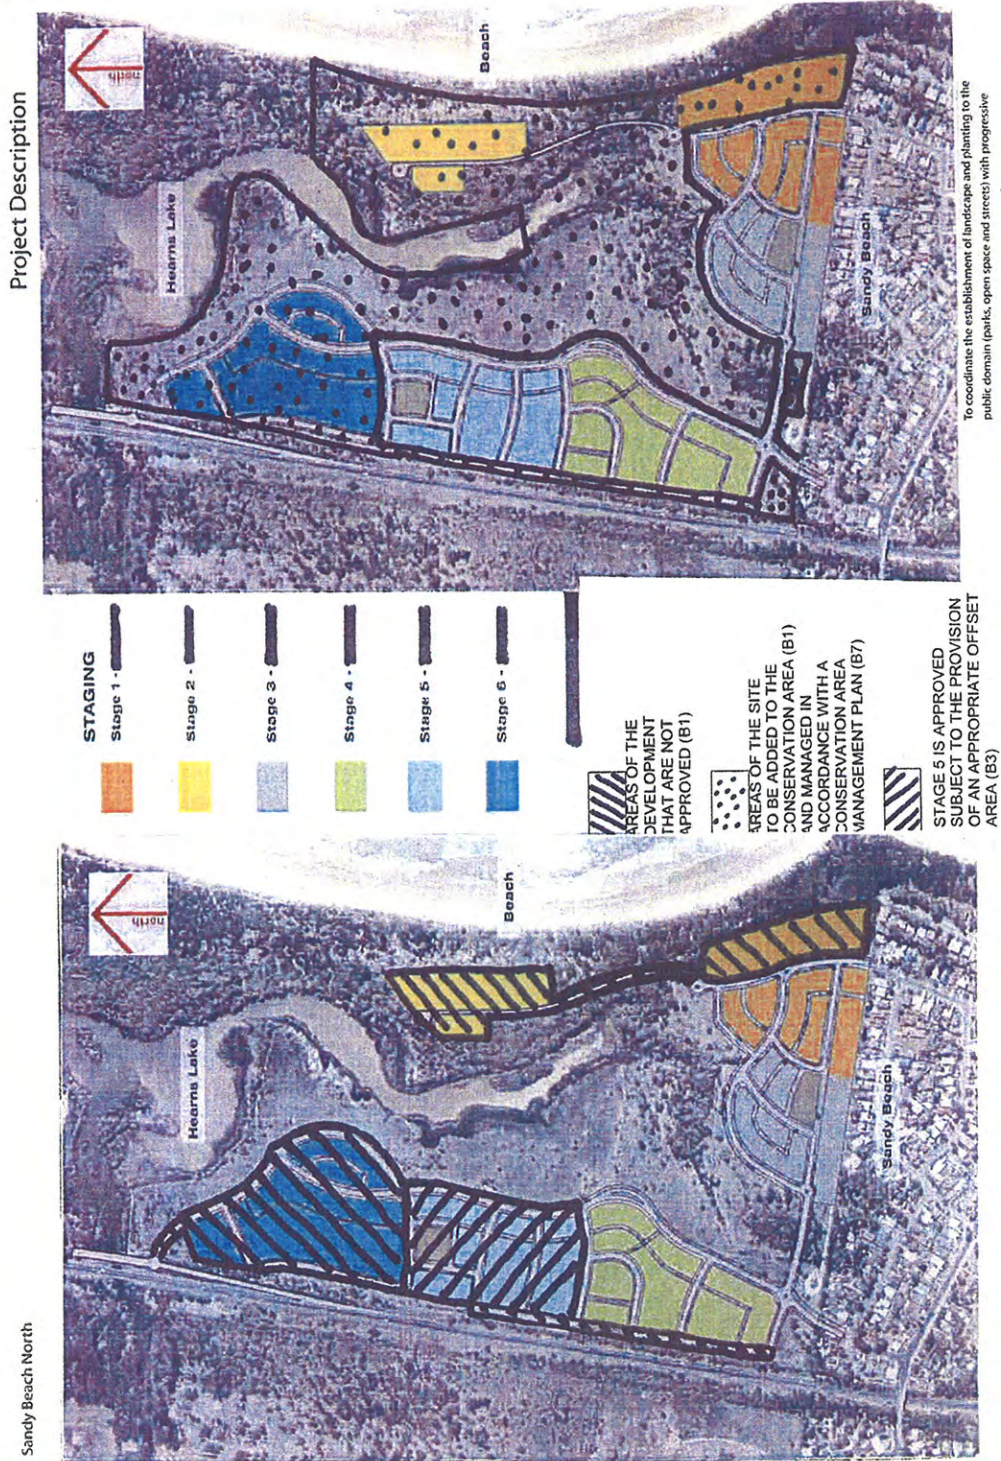 Sandy Beach North
Project Description
north
Hearns Lake
Beach
Sandy Beach
STAGING
Stage 1 -
Stage 2 -
Stage 3 -
Stage 4 -
Stage 5 -
Stage 6 -
AREAS OF THE
DEVELOPMENT
THAT ARE NOT
APPROVED (B1)
AREAS OF THE SITE
TO BE ADDED TO THE
CONSERVATION AREA (B1)
AND MANAGED IN
ACCORDANCE WITH A
CONSERVATION AREA
MANAGEMENT PLAN (B7)
STAGE 5 IS APPROVED
SUBJECT TO THE PROVISION
OF AN APPROPRIATE OFFSET
AREA (B3)
north
Hearns Lake
Beach
Sandy Beach
To coordinate the establishment of landscape and planting to the
public domain (parks, open space and streets) with progressive